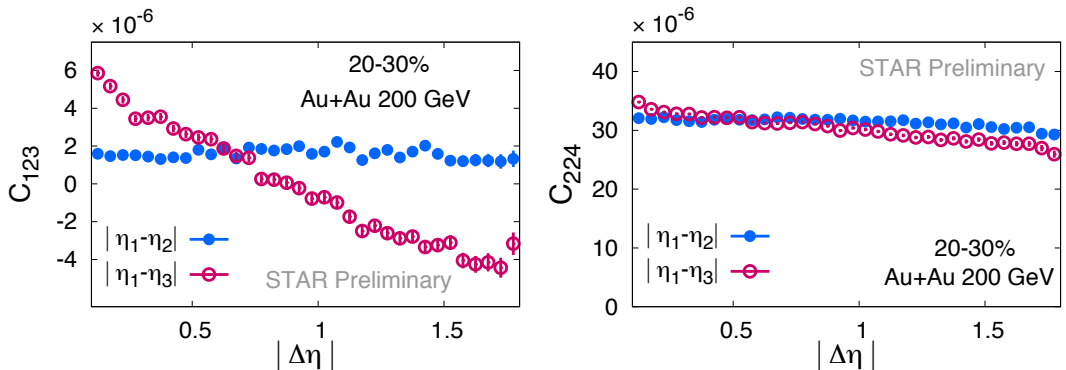 × 10⁻⁶
6
4
2
0
-2
-4
C₁₂₃
20-30%
Au+Au 200 GeV
| η₁-η₂|
| η₁-η₃|
STAR Preliminary
0.5
1
1.5
| Δη |
× 10⁻⁶
40
30
20
10
0
C₂₂₄
STAR Preliminary
| η₁-η₂|
| η₁-η₃|
20-30%
Au+Au 200 GeV
0.5
1
1.5
| Δη |